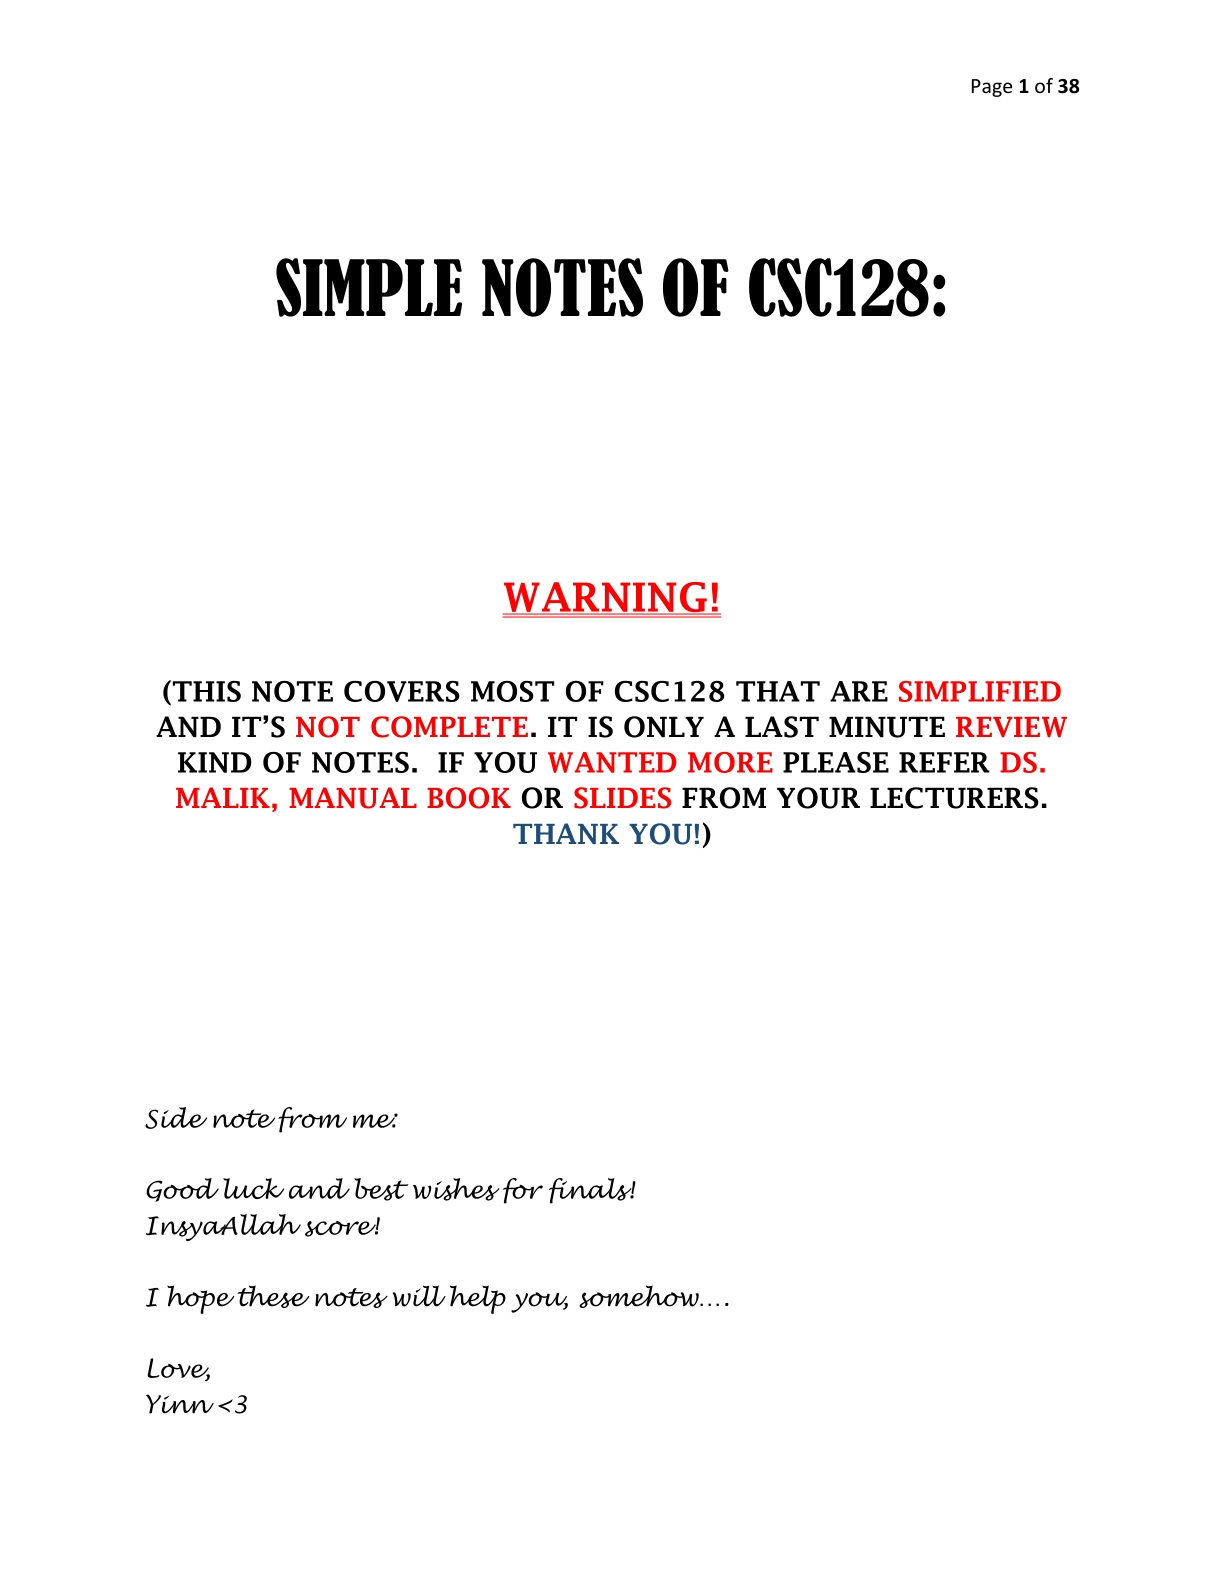 Page 1 of 38
SIMPLE NOTES OF CSC128:
WARNING!
(THIS NOTE COVERS MOST OF CSC128 THAT ARE SIMPLIFIED
AND IT’S NOT COMPLETE. IT IS ONLY A LAST MINUTE REVIEW
KIND OF NOTES.  IF YOU WANTED MORE PLEASE REFER DS.
MALIK, MANUAL BOOK OR SLIDES FROM YOUR LECTURERS.
THANK YOU!)
Side note from me:
Good luck and best wishes for finals!
InsyaAllah score!
I hope these notes will help you, somehow….
Love,
Yinn <3